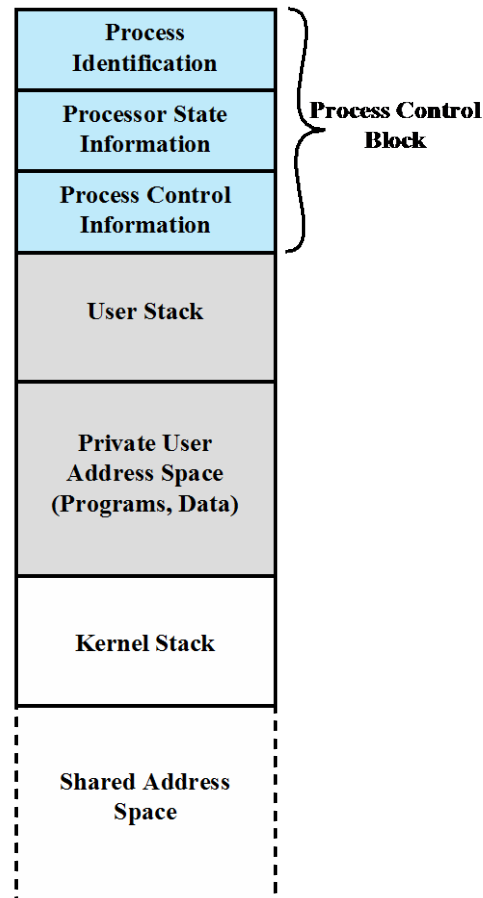 Process
Identification
Processor State
Information
Process Control
Information
Process Control
Block
User Stack
Private User
Address Space
(Programs, Data)
Kernel Stack
Shared Address
Space